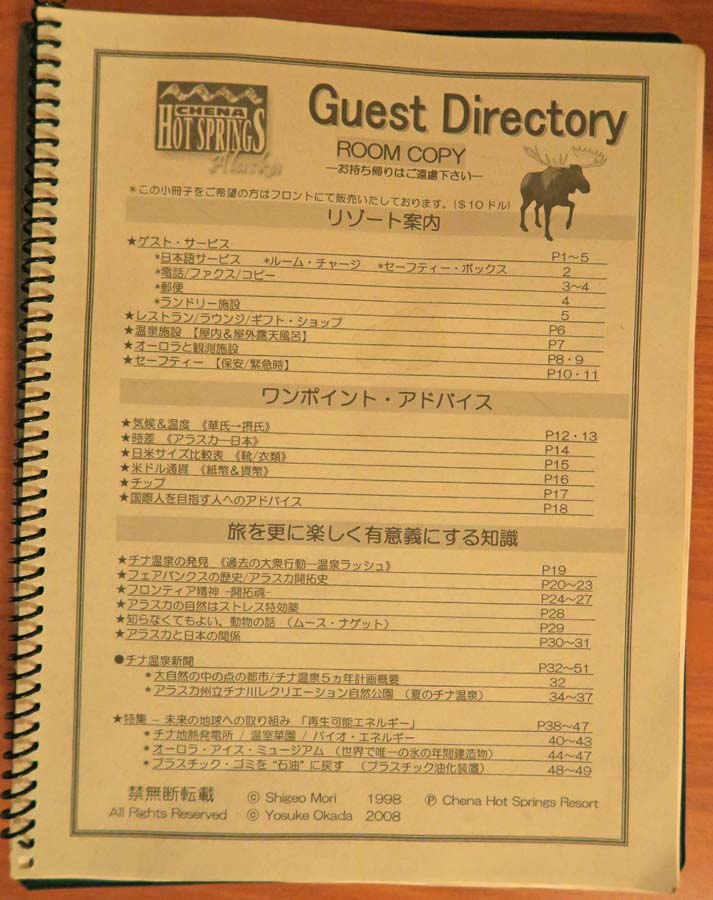 CHENA
HOT SPRINGS
Alaska
Guest Directory
ROOM COPY
―お持ち帰りはご遠慮下さい―
*この小冊子をご希望の方はフロントにて販売いたしております。($10ドル)
リゾート案内
★ゲスト・サービス P1～5
*日本語サービス *ルーム・チャージ *セーフティー・ボックス 2
*電話/ファクス/コピー 3～4
*郵便 4
*ランドリー施設 5
★レストラン/ラウンジ/ギフト・ショップ P6
★温泉施設 【屋内&屋外露天風呂】 P7
★オーロラと観測施設 P8・9
★セーフティー 【保安/緊急時】 P10・11
ワンポイント・アドバイス
★気候&温度 《華氏→摂氏》 P12・13
★時差 《アラスカ―日本》 P14
★日米サイズ比較表 《靴/衣類》 P15
★米ドル通貨 《紙幣&貨幣》 P16
★チップ P17
★国際人を目指す人へのアドバイス P18
旅を更に楽しく有意義にする知識
★チナ温泉の発見 《過去の大衆行動―温泉ラッシュ》 P19
★フェアバンクスの歴史/アラスカ開拓史 P20～23
★フロンティア精神 -開拓魂- P24～27
★アラスカの自然はストレス特効薬 P28
★知らなくてもよい、動物の話 (ムース・ナゲット) P29
★アラスカと日本の関係 P30～31
●チナ温泉新聞 P32～51
*大自然の中の点の都市/チナ温泉5ヵ年計画概要 32
*アラスカ州立チナ川レクリエーション自然公園 (夏のチナ温泉) 34～37
★特集 – 未来の地球への取り組み 「再生可能エネルギー」 P38～47
*チナ地熱発電所 / 温室菜園 / バイオ・エネルギー 40～43
*オーロラ・アイス・ミュージアム (世界で唯一の氷の年間建造物) 44～47
*プラスチック・ゴミを“石油”に戻す (プラスチック油化装置) 48～49
禁無断転載 © Shigeo Mori 1998 Ⓟ Chena Hot Springs Resort
All Rights Reserved © Yosuke Okada 2008